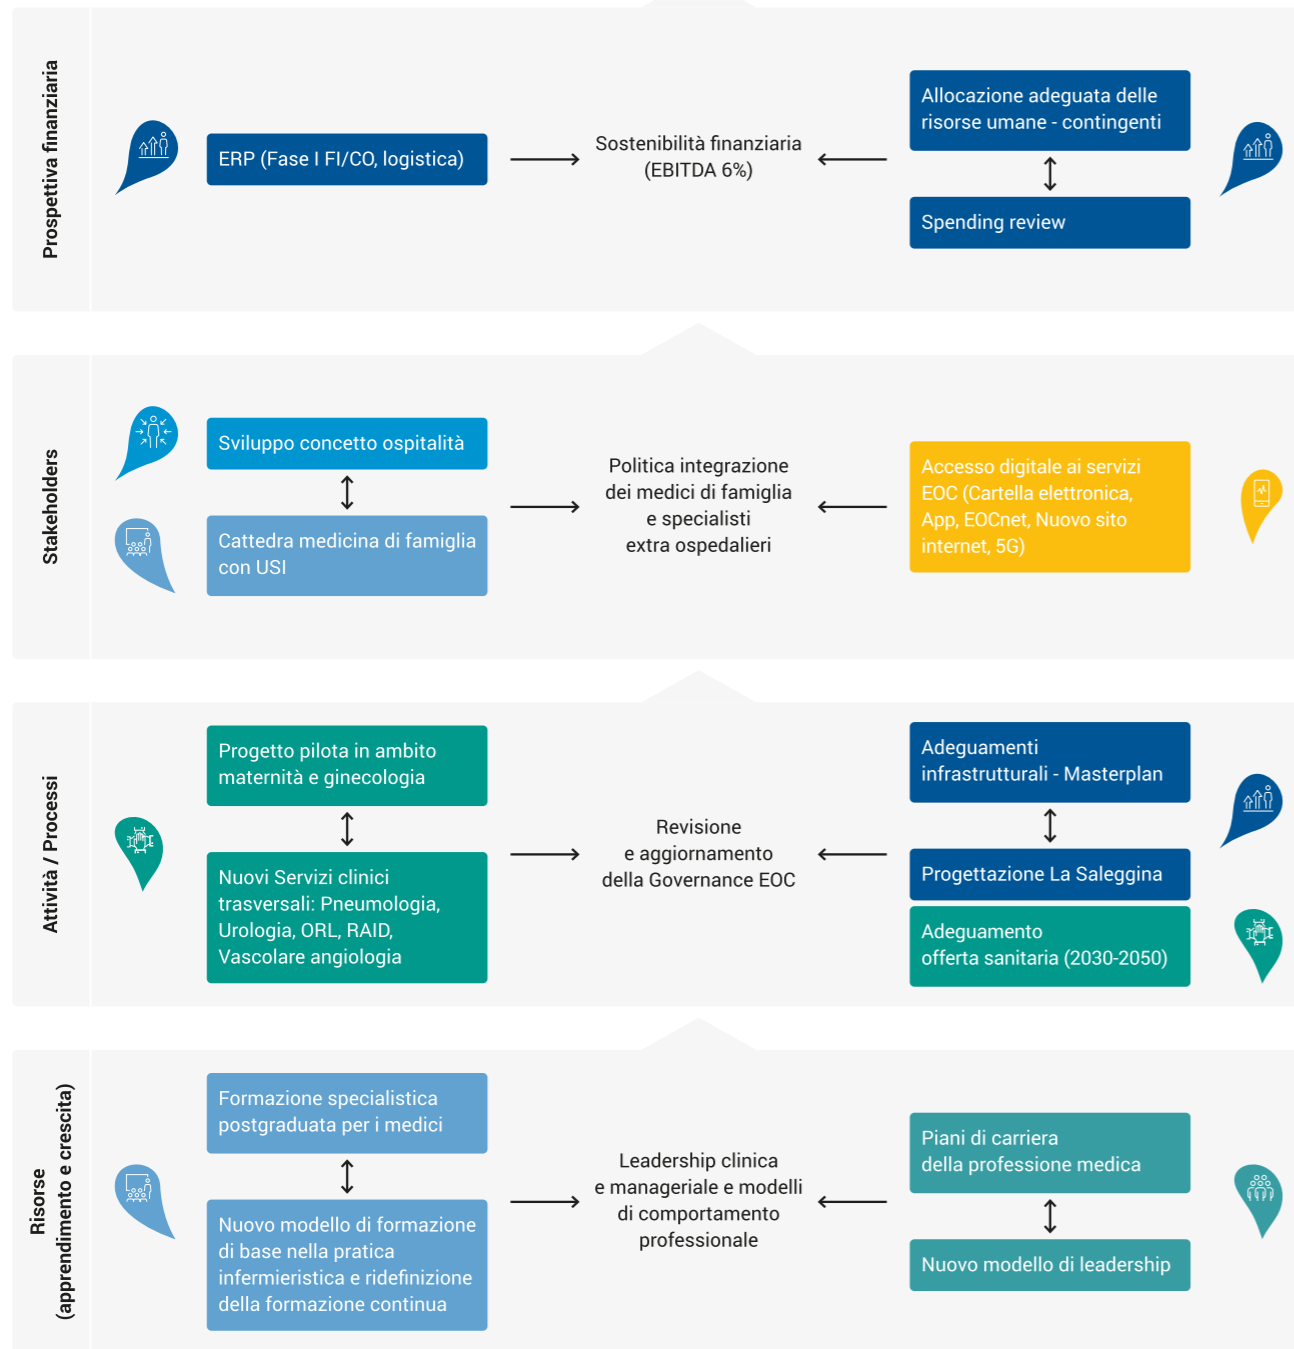 Prospettiva finanziaria
ERP (Fase I FI/CO, logistica)
Sostenibilità finanziaria
(EBITDA 6%)
Allocazione adeguata delle
risorse umane - contingenti
Spending review
Stakeholders
Sviluppo concetto ospitalità
Cattedra medicina di famiglia
con USI
Politica integrazione
dei medici di famiglia
e specialisti
extra ospedalieri
Accesso digitale ai servizi
EOC (Cartella elettronica,
App, EOCnet, Nuovo sito
internet, 5G)
Attività / Processi
Progetto pilota in ambito
maternità e ginecologia
Nuovi Servizi clinici
trasversali: Pneumologia,
Urologia, ORL, RAID,
Vascolare angiologia
Revisione
e aggiornamento
della Governance EOC
Adeguamenti
infrastrutturali - Masterplan
Progettazione La Saleggina
Adeguamento
offerta sanitaria (2030-2050)
Risorse
(apprendimento e crescita)
Formazione specialistica
postgraduata per i medici
Nuovo modello di formazione
di base nella pratica
infermieristica e ridefinizione
della formazione continua
Leadership clinica
e manageriale e modelli
di comportamento
professionale
Piani di carriera
della professione medica
Nuovo modello di leadership